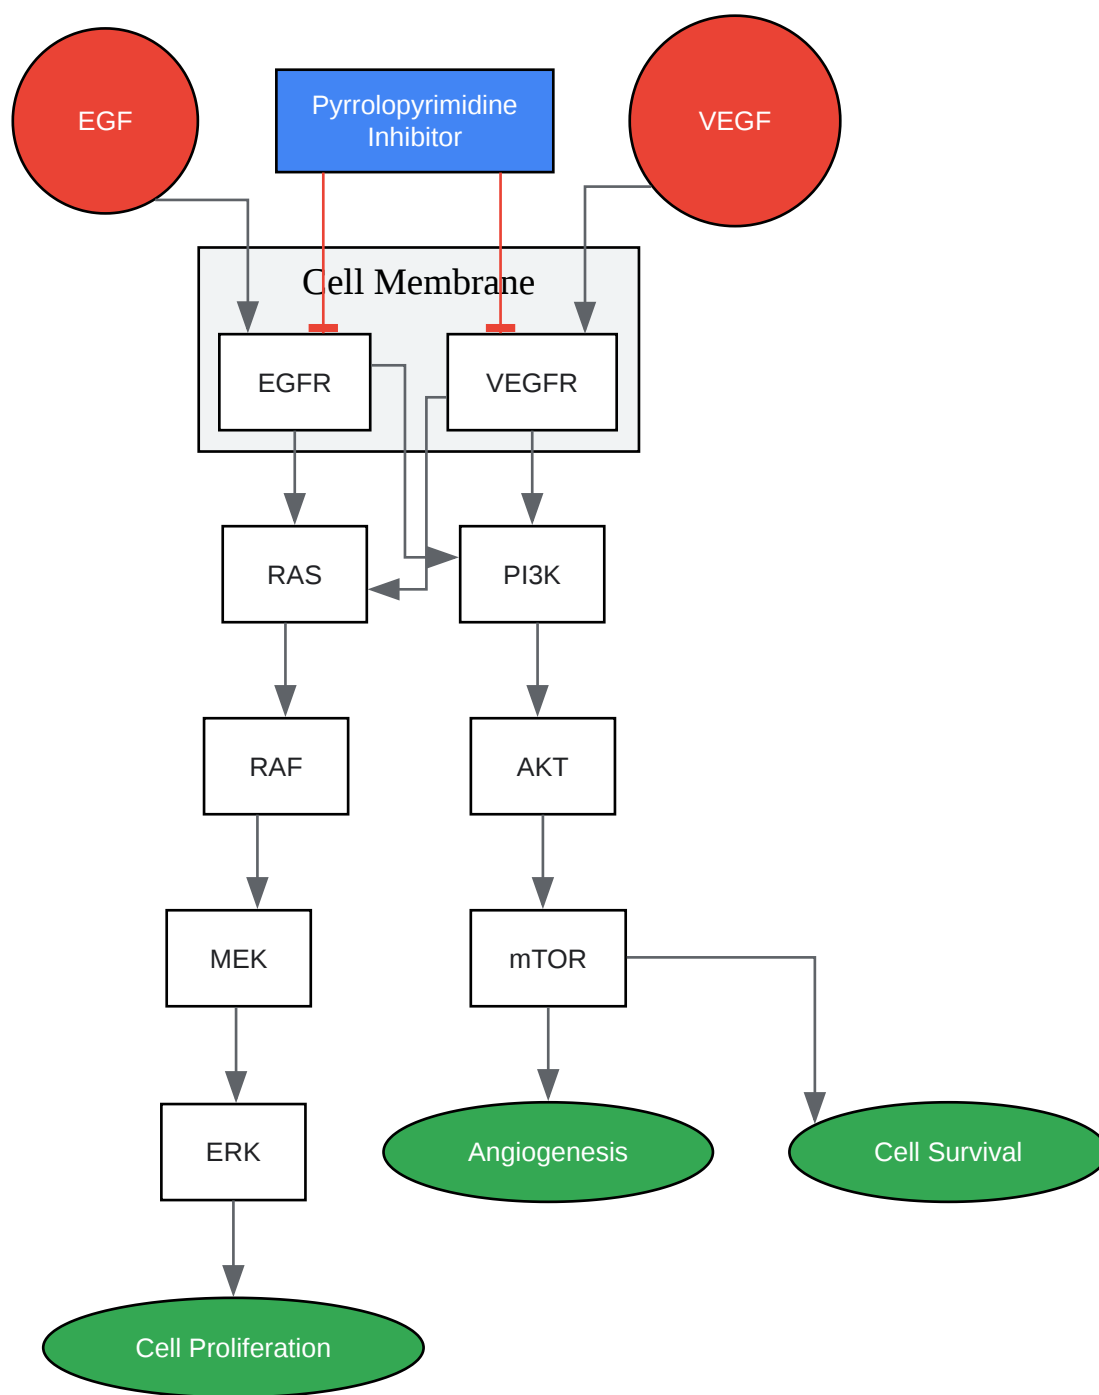 EGF
Pyrrolopyrimidine
Inhibitor
VEGF
Cell Membrane
EGFR
VEGFR
RAS
PI3K
RAF
AKT
MEK
mTOR
ERK
Angiogenesis
Cell Survival
Cell Proliferation